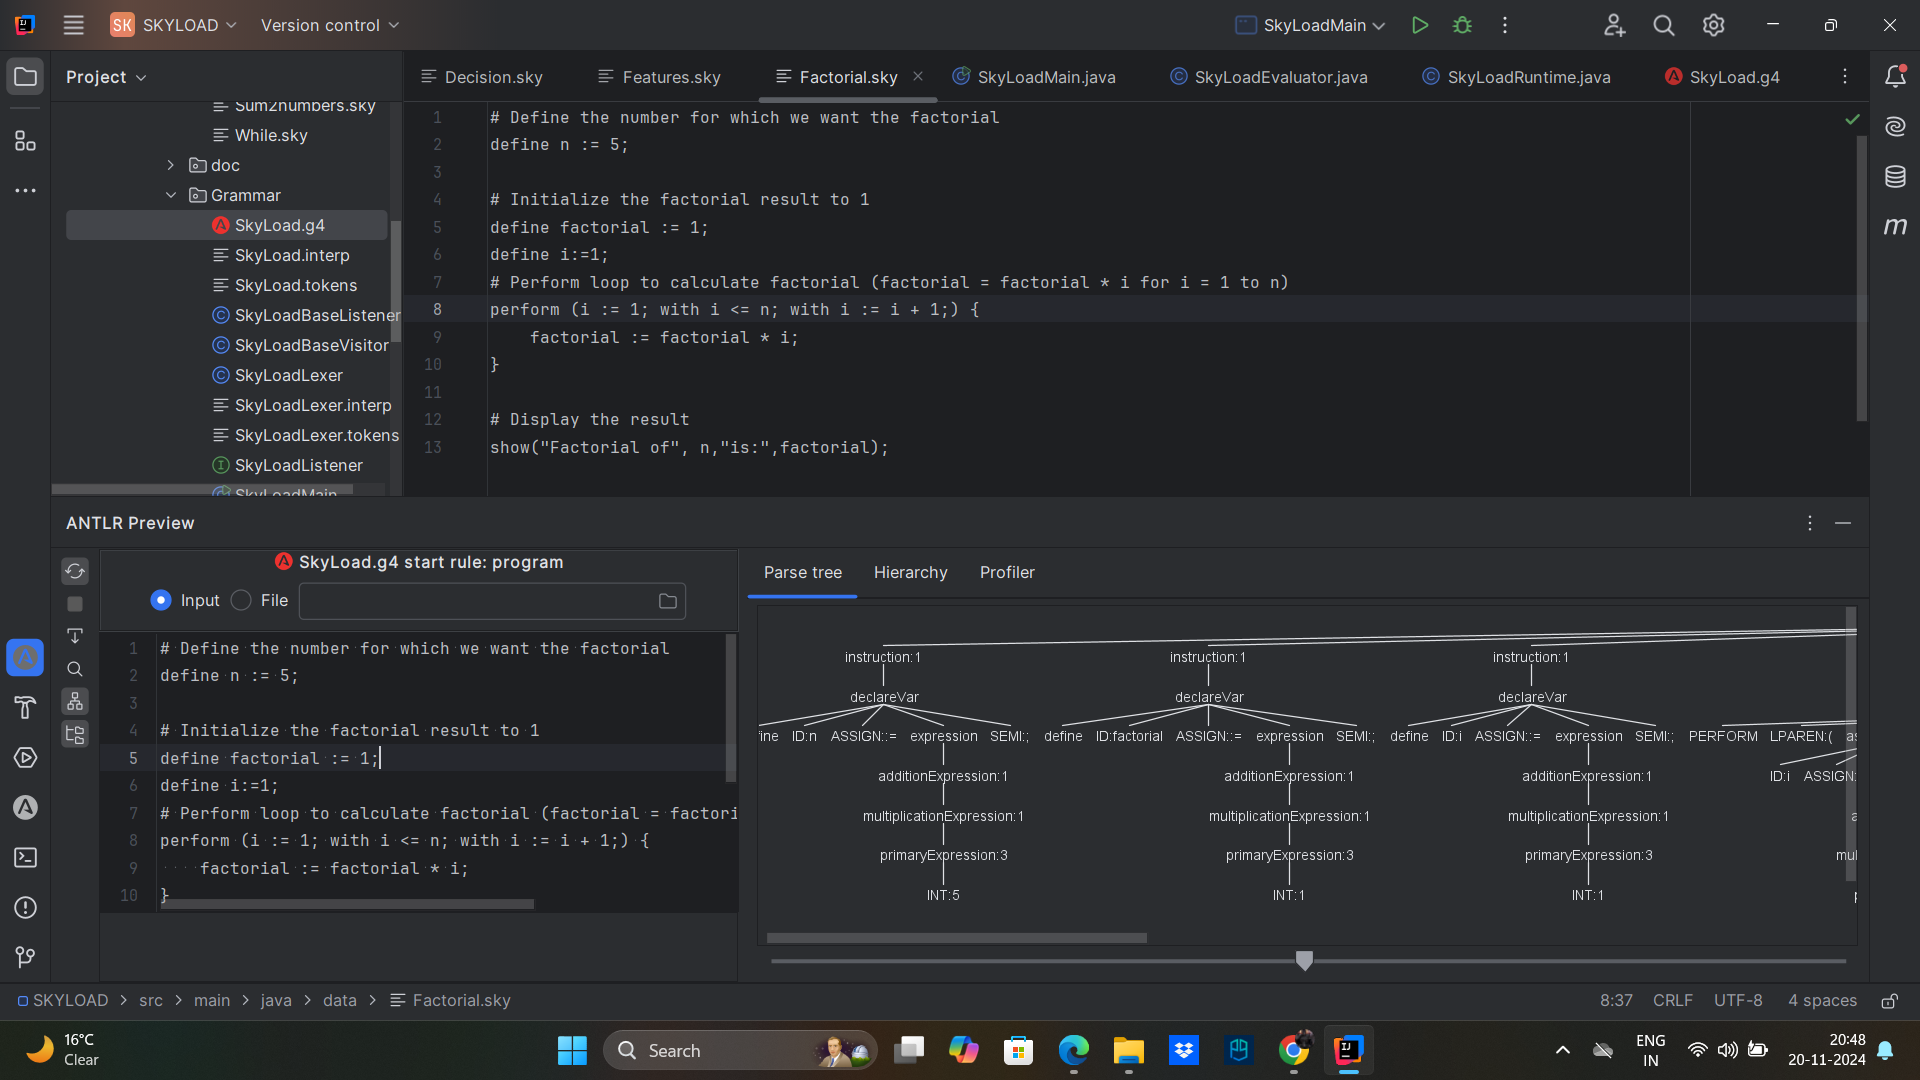 SK SKYLOAD Version control SkyLoadMain
Project
Decision.sky Features.sky Factorial.sky SkyLoadMain.java SkyLoadEvaluator.java SkyLoadRuntime.java SkyLoad.g4
Sum2numbers.sky
While.sky
doc
Grammar
SkyLoad.g4
SkyLoad.interp
SkyLoad.tokens
SkyLoadBaseListener
SkyLoadBaseVisitor
SkyLoadLexer
SkyLoadLexer.interp
SkyLoadLexer.tokens
SkyLoadListener
SkyLoadMain
1 # Define the number for which we want the factorial
2 define n := 5;
3
4 # Initialize the factorial result to 1
5 define factorial := 1;
6 define i:=1;
7 # Perform loop to calculate factorial (factorial = factorial * i for i = 1 to n)
8 perform (i := 1; with i <= n; with i := i + 1;) {
9 factorial := factorial * i;
10 }
11
12 # Display the result
13 show("Factorial of", n,"is:",factorial);
m
ANTLR Preview
SkyLoad.g4 start rule: program
Input File
1 # Define the number for which we want the factorial
2 define n := 5;
3
4 # Initialize the factorial result to 1
5 define factorial := 1;
6 define i:=1;
7 # Perform loop to calculate factorial (factorial = factori
8 perform (i := 1; with i <= n; with i := i + 1;) {
9 factorial := factorial * i;
10 }
Parse tree Hierarchy Profiler
instruction:1 instruction:1 instruction:1
declareVar declareVar declareVar
fine ID:n ASSIGN::= expression SEMI:; define ID:factorial ASSIGN::= expression SEMI:; define ID:i ASSIGN::= expression SEMI:; PERFORM LPAREN:( as
additionExpression:1 additionExpression:1 additionExpression:1 ID:i ASSIGN:
multiplicationExpression:1 multiplicationExpression:1 multiplicationExpression:1 a
primaryExpression:3 primaryExpression:3 primaryExpression:3 mul
INT:5 INT:1 INT:1 p
SKYLOAD > src > main > java > data > Factorial.sky 8:37 CRLF UTF-8 4 spaces
16°C
Clear
Search
ENG
IN
20:48
20-11-2024